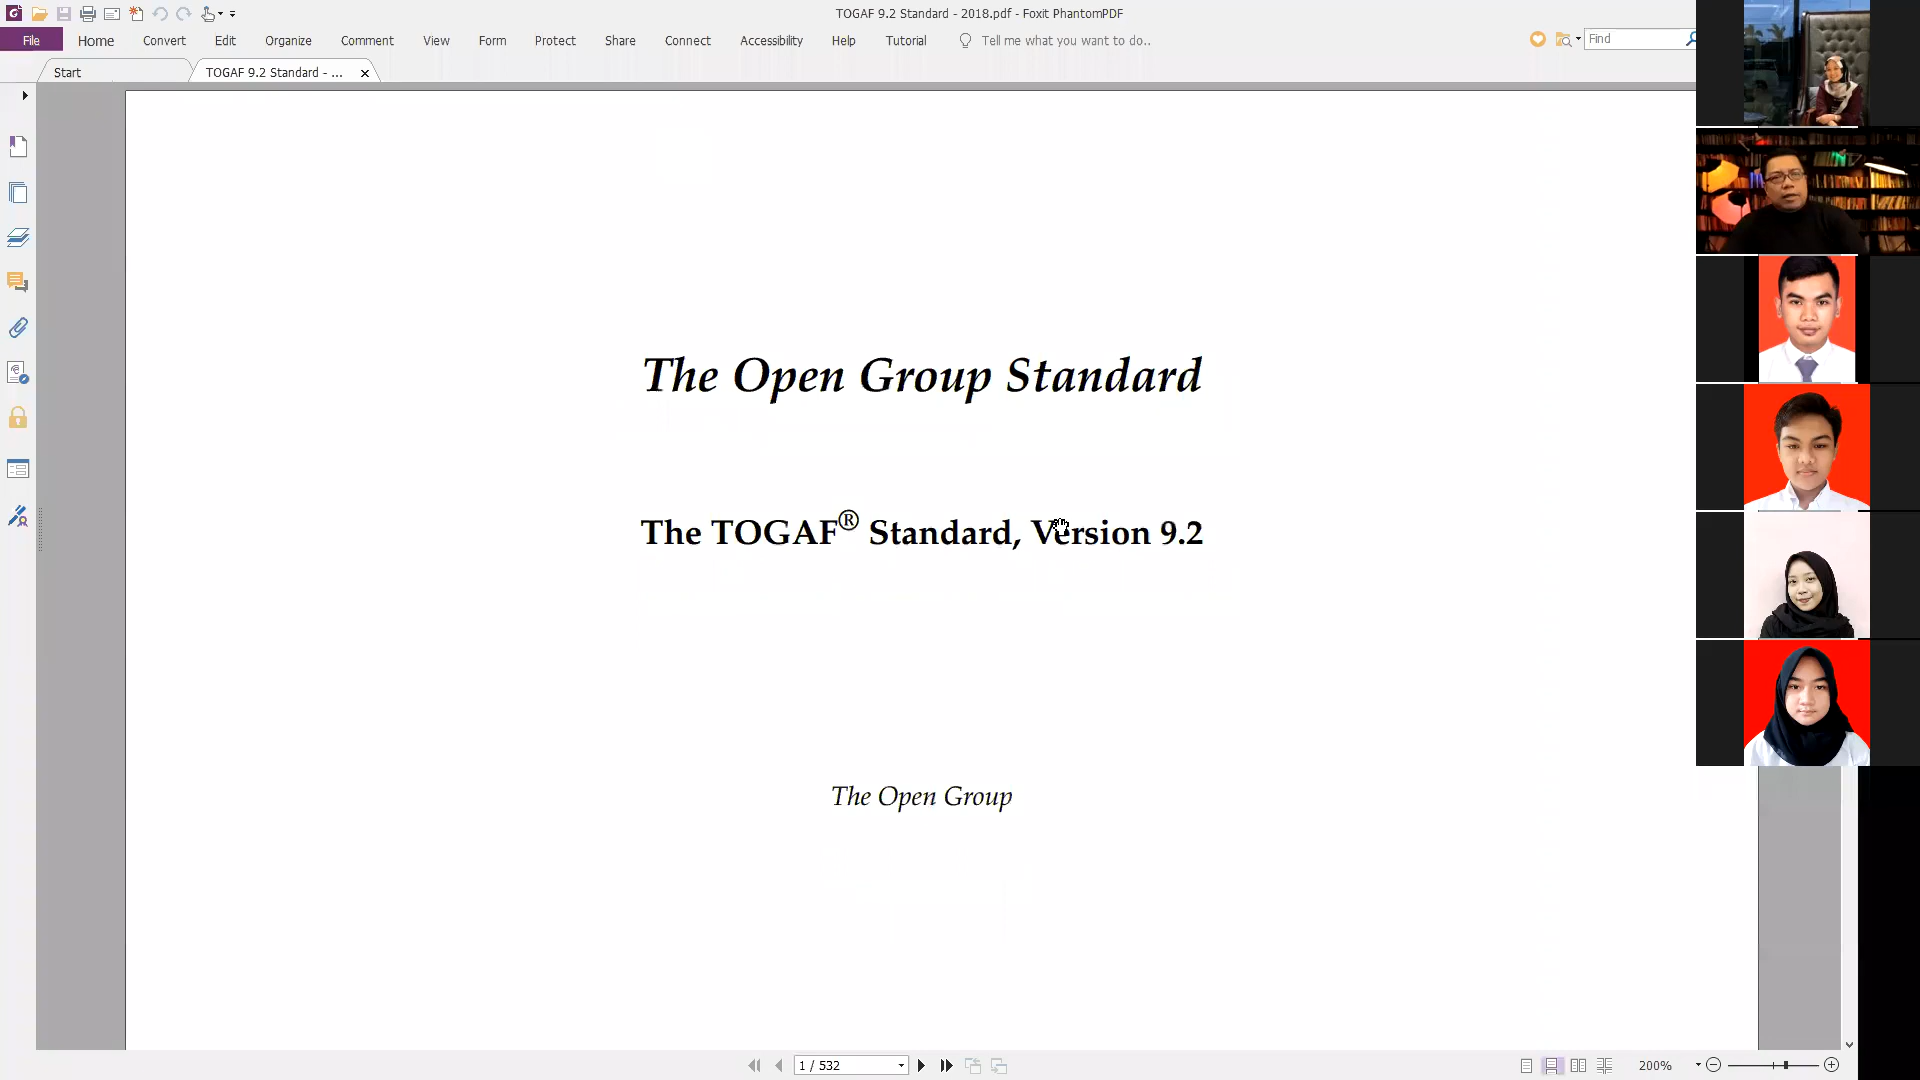 TOGAF 9.2 Standard - 2018.pdf - Foxit PhantomPDF
File Home Convert Edit Organize Comment View Form Protect Share Connect Accessibility Help Tutorial Tell me what you want to do.. Find
Start TOGAF 9.2 Standard - ...
The Open Group Standard
The TOGAF® Standard, Version 9.2
The Open Group
1 / 532 200%